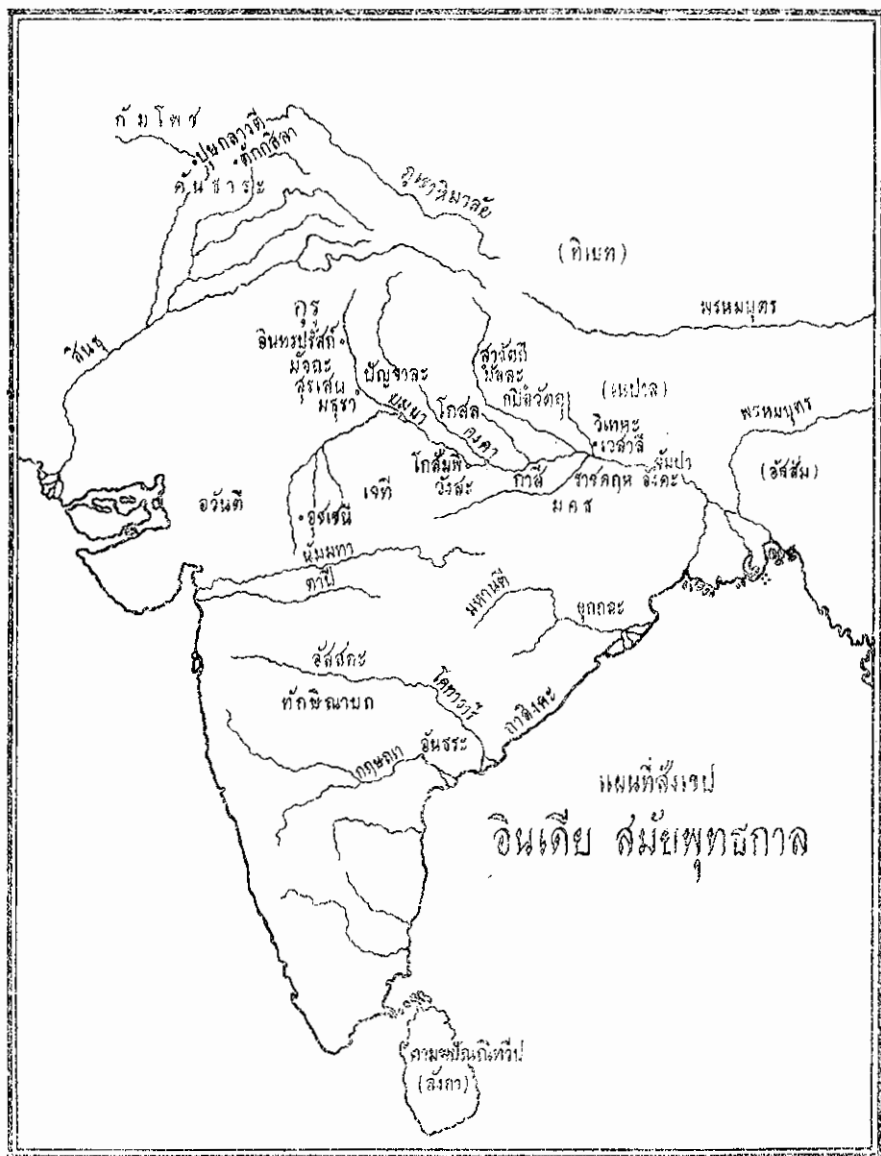 กัมโพช
ปุษกลาวดี
ตักกสิลา
คันธาระ
ภูเขาหิมาลัย
(ทิเบท)
พรหมบุตร
สินธุ
กุรุ
อินทรปรัสถ์
มัจฉะ
สุรเสน
มธุรา
ปัญจาละ
ยมนา
โกสล
คงคา
สาวัตถี
มัลละ
กบิลวัตถุ
(เนปาล)
วิเทหะ
เวสาลี
จัมปา
พรหมบุตร
(อัสสัม)
โกสัมพี
วังสะ
กาสี
ราชคฤห
อังคะ
มคธ
อวันตี
เจที
อุชเชนี
นัมมทา
ตาปี
มหานที
อุกกละ
อัสสกะ
โคทาวารี
ทักษิณาบถ
กาลิงคะ
กฤษณา
อันธระ
แผนที่สังเขป
อินเดีย สมัยพุทธกาล
ตามพปัณณิทวีป
(ลังกา)